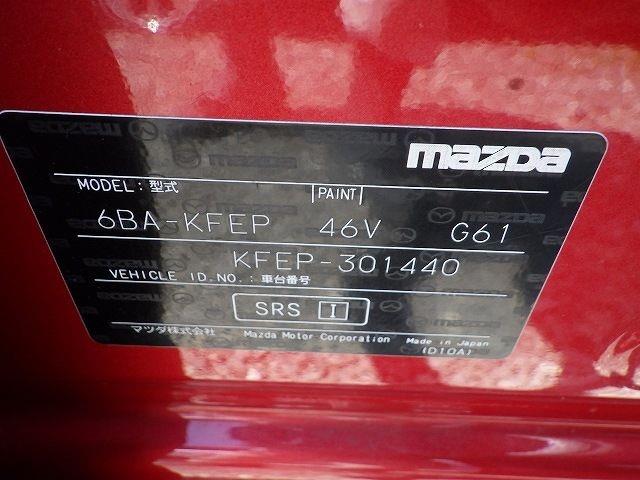 mazda
MODEL: 型式 PAINT
6BA-KFEP 46V G61
KFEP-301440
VEHICLE ID.NO.: 車台番号
SRS I
マツダ株式会社 Mazda Motor Corporation Made in Japan
(D10A)